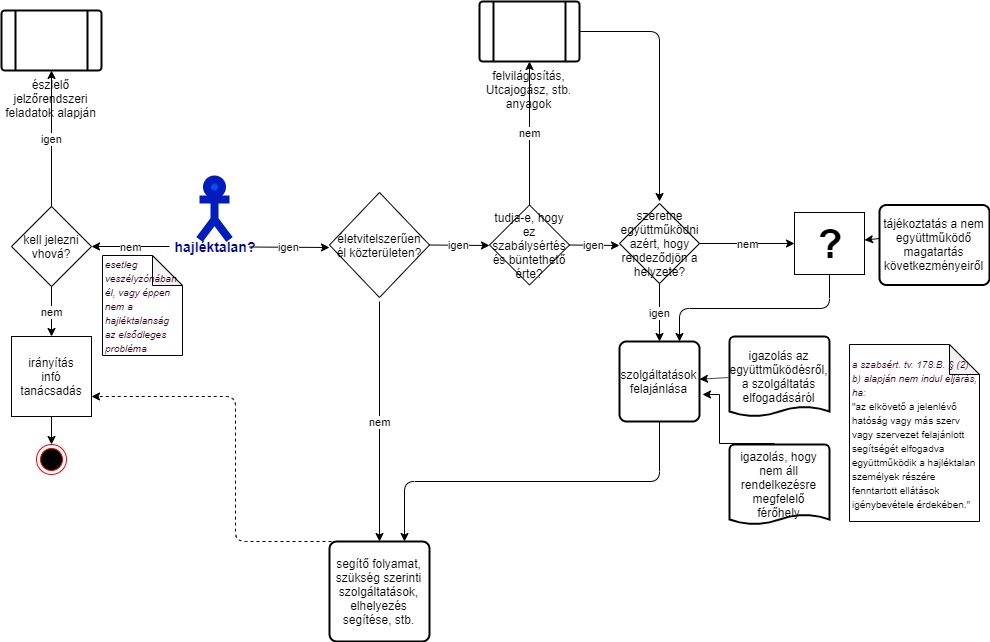 észlelő
jelzőrendszeri
feladatok alapján
igen
kell jelezni
vhová?
nem
hajléktalan?
igen
esetleg
veszélyzónában
él, vagy éppen
nem a
hajléktalanság
az elsődleges
probléma
nem
irányítás
infó
tanácsadás
életvitelszerűen
él közterületen?
igen
nem
felvilágosítás,
Utcajogász, stb.
anyagok
nem
tudja-e, hogy
ez
szabálysértés
és büntethető
érte?
igen
szeretne
együttműködni
azért, hogy
rendeződjön a
helyzete?
nem
igen
?
tájékoztatás a nem
együttműködő
magatartás
következményeiről
szolgáltatások
felajánlása
igazolás az
együttműködésről,
a szolgáltatás
elfogadásáról
igazolás, hogy
nem áll
rendelkezésre
megfelelő
férőhely
a szabsért. tv. 178.B. § (2)
b) alapján nem indul eljárás,
ha:
"az elkövető a jelenlévő
hatóság vagy más szerv
vagy szervezet felajánlott
segítségét elfogadva
együttműködik a hajléktalan
személyek részére
fenntartott ellátások
igénybevétele érdekében."
segítő folyamat,
szükség szerinti
szolgáltatások,
elhelyezés
segítése, stb.